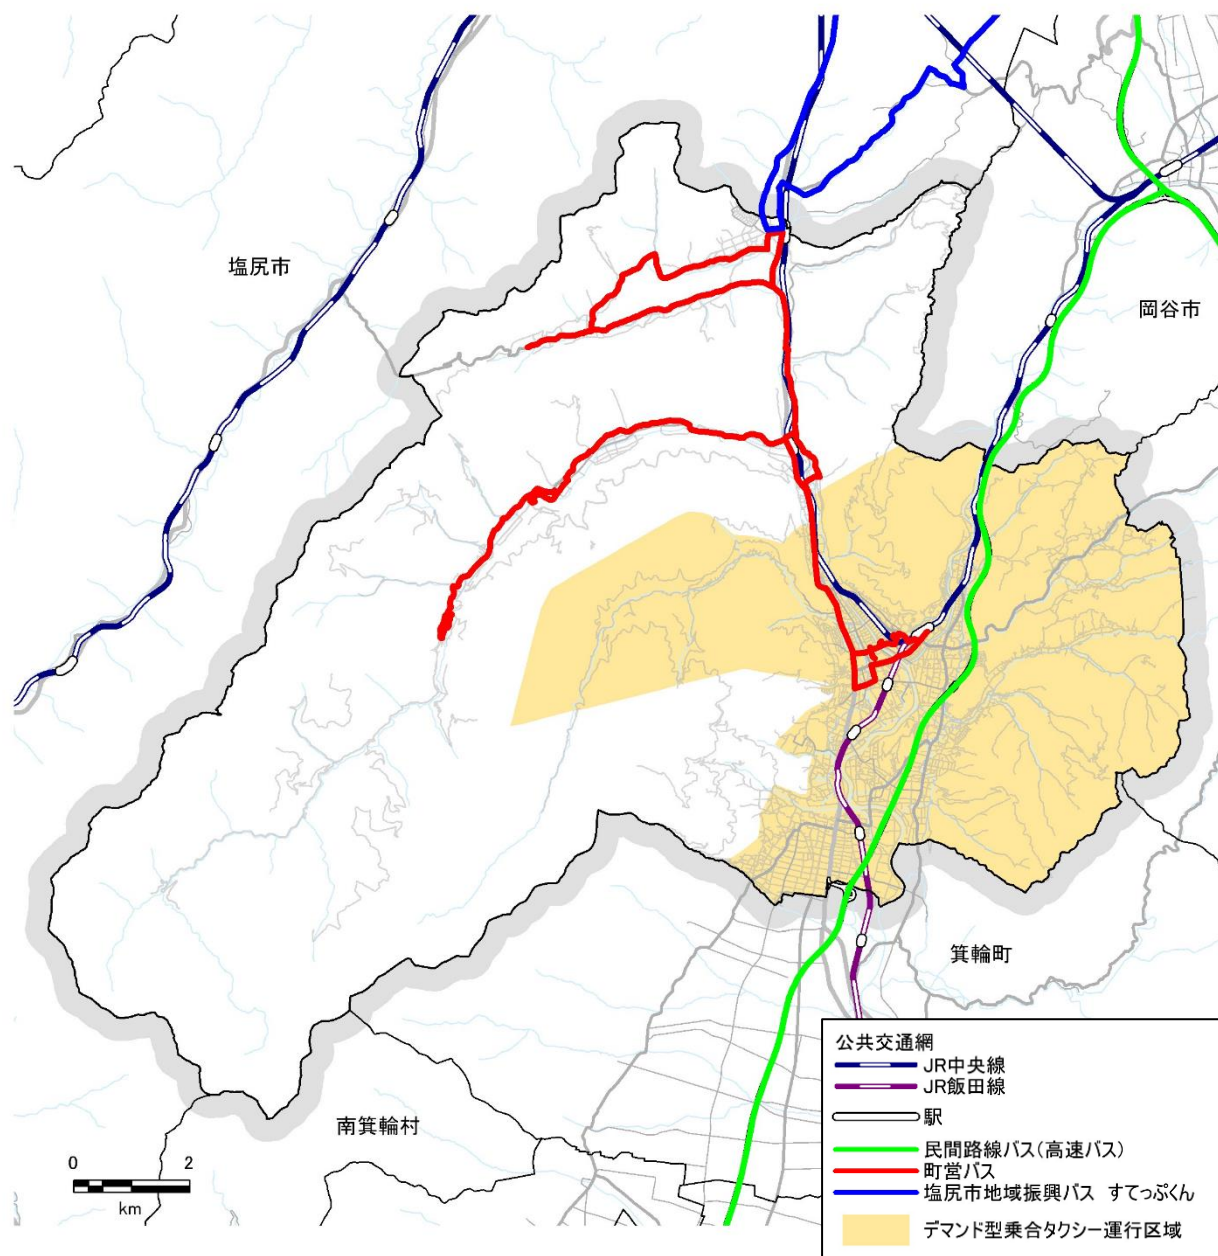 塩尻市
岡谷市
箕輪町
南箕輪村
0 2
km
公共交通網
JR中央線
JR飯田線
駅
民間路線バス(高速バス)
町営バス
塩尻市地域振興バス すてっぷくん
デマンド型乗合タクシー運行区域